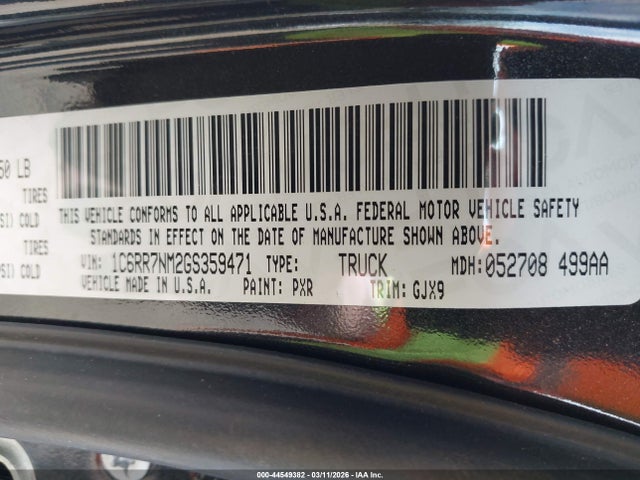 50 LB
TIRES
SI) COLD
TIRES
PSI) COLD
THIS VEHICLE CONFORMS TO ALL APPLICABLE U.S.A. FEDERAL MOTOR VEHICLE SAFETY
STANDARDS IN EFFECT ON THE DATE OF MANUFACTURE SHOWN ABOVE.
VIN: 1C6RR7NM2GS359471 TYPE: TRUCK MDH:052708 499AA
VEHICLE MADE IN U.S.A. PAINT: PXR TRIM: GJX9
000-44549382 - 03/11/2026 - IAA Inc.